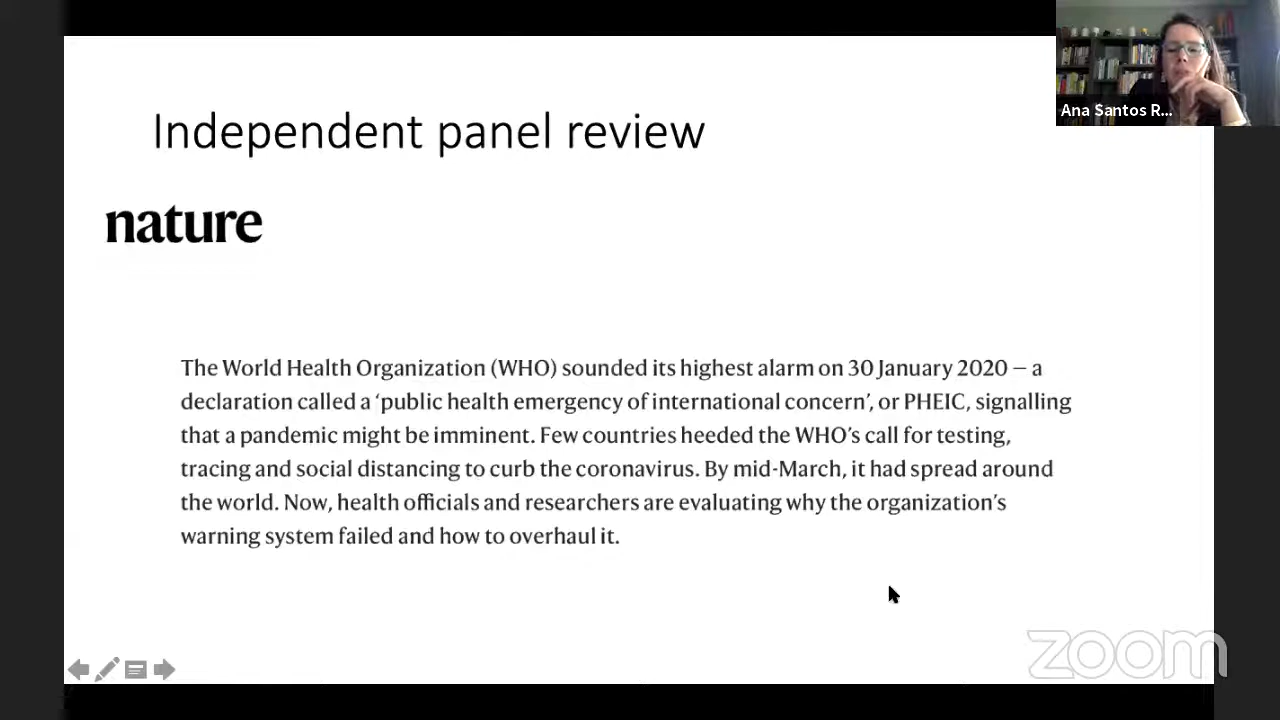 Ana Santos R...
Independent panel review
nature
The World Health Organization (WHO) sounded its highest alarm on 30 January 2020 — a
declaration called a ‘public health emergency of international concern’, or PHEIC, signalling
that a pandemic might be imminent. Few countries heeded the WHO’s call for testing,
tracing and social distancing to curb the coronavirus. By mid-March, it had spread around
the world. Now, health officials and researchers are evaluating why the organization’s
warning system failed and how to overhaul it.
zoom